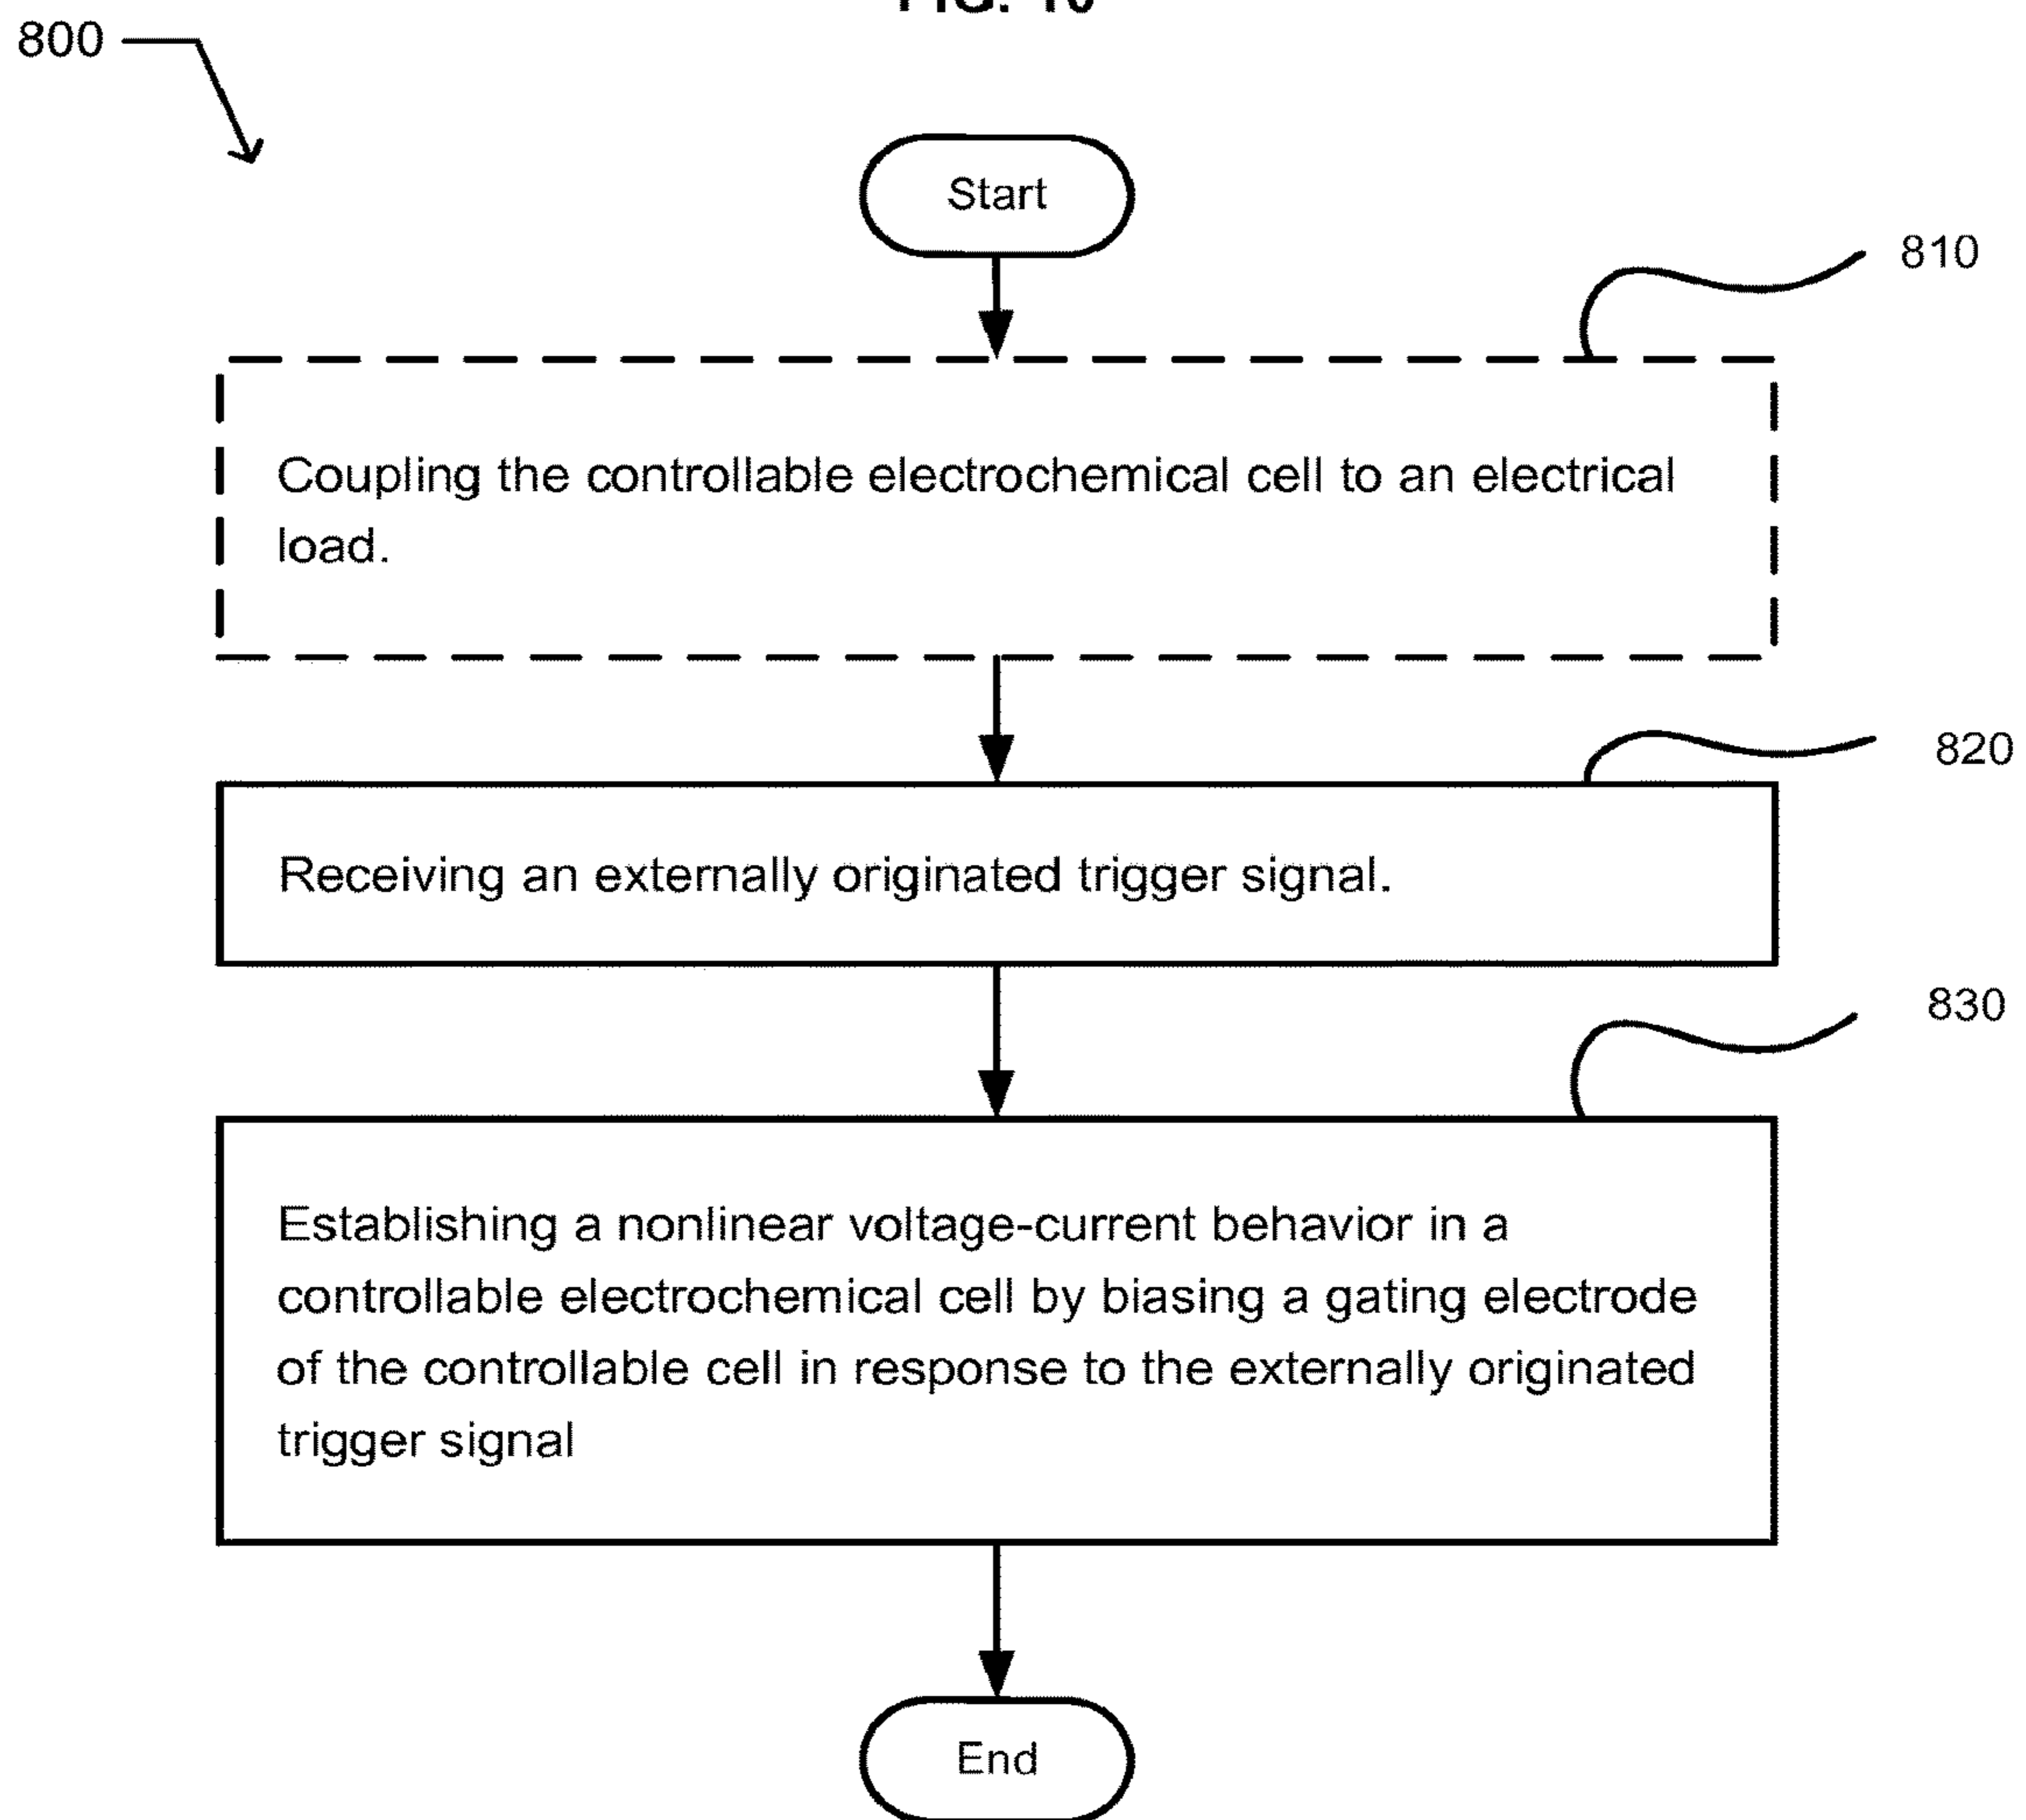 800
Start
810
Coupling the controllable electrochemical cell to an electrical
load.
820
Receiving an externally originated trigger signal.
830
Establishing a nonlinear voltage-current behavior in a
controllable electrochemical cell by biasing a gating electrode
of the controllable cell in response to the externally originated
trigger signal
End